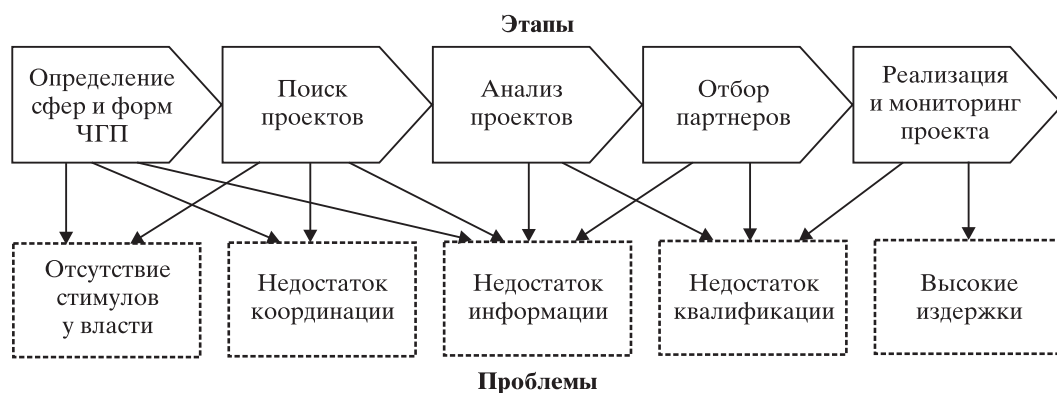 Этапы
Определение
сфер и форм
ЧГП
Поиск
проектов
Анализ
проектов
Отбор
партнеров
Реализация
и мониторинг
проекта
Отсутствие
стимулов
у власти
Недостаток
координации
Недостаток
информации
Недостаток
квалификации
Высокие
издержки
Проблемы